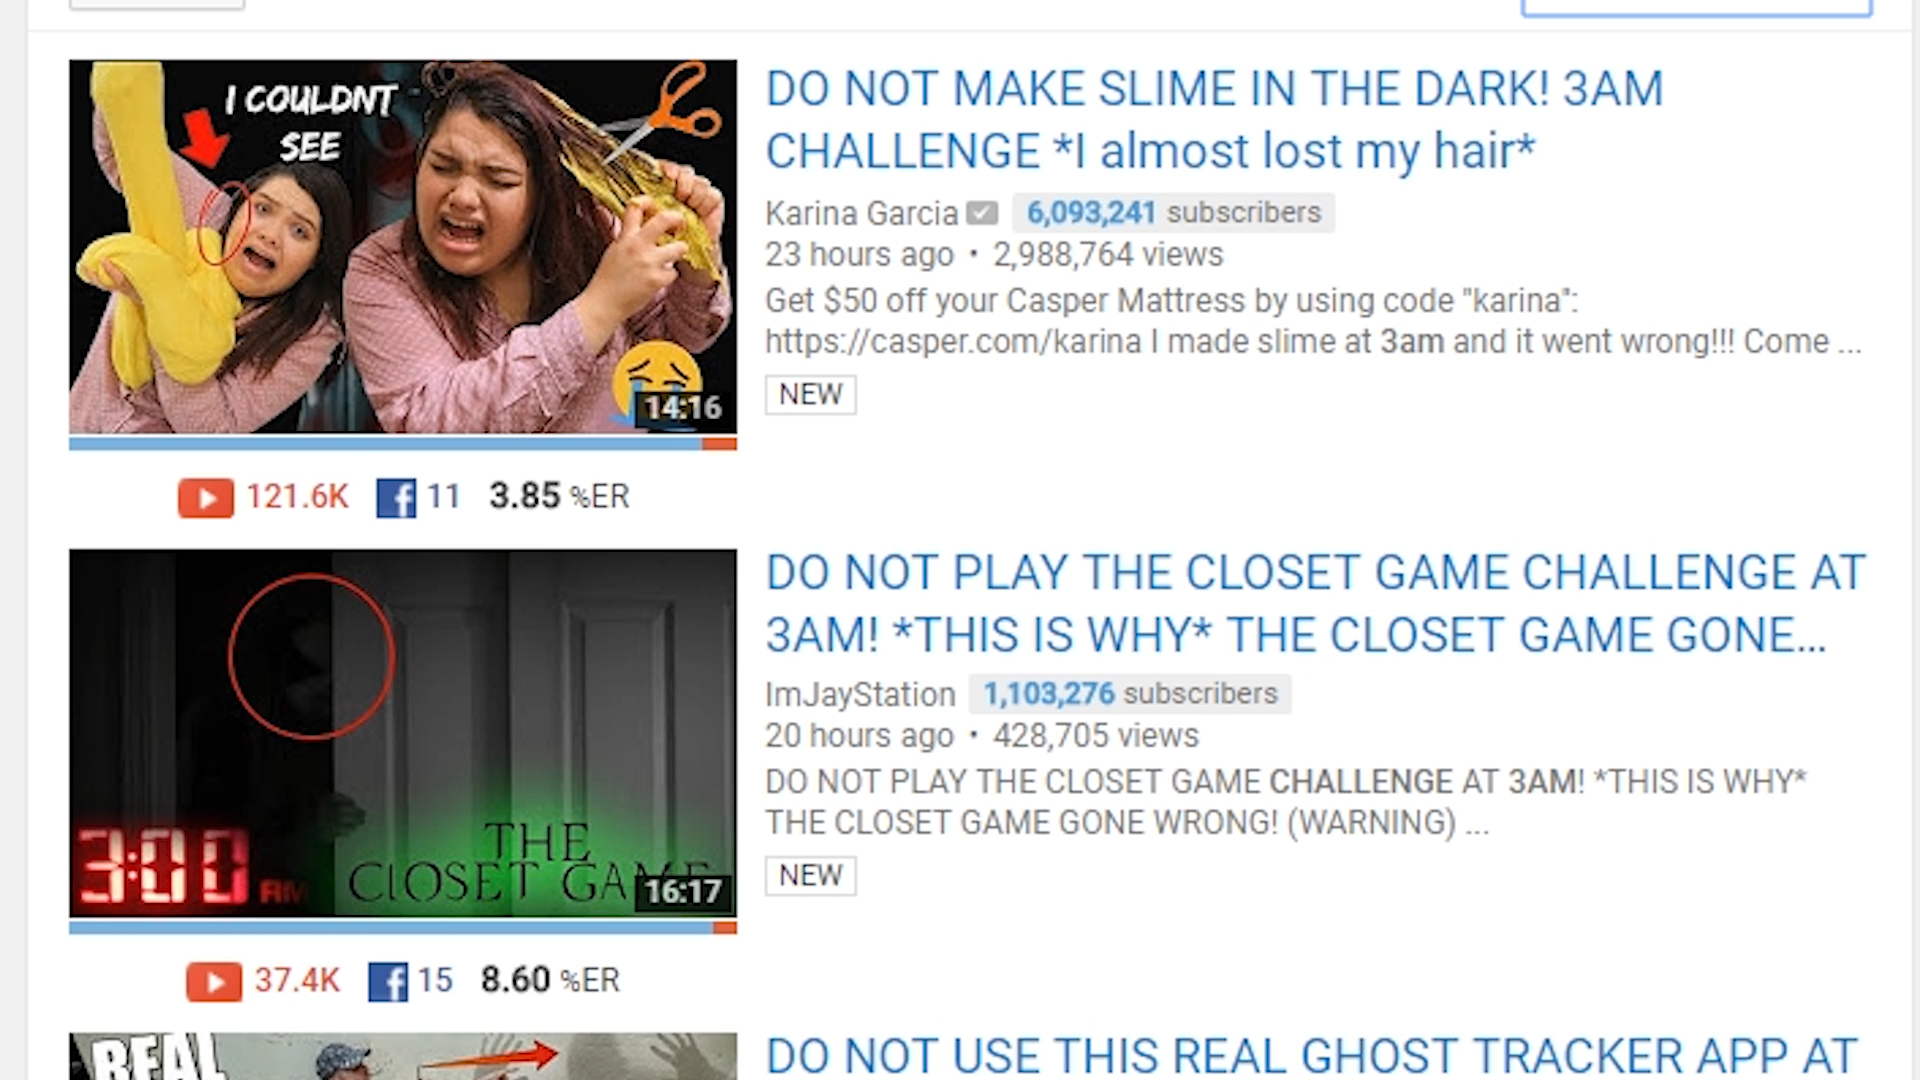 I COULDNT
SEE
14:16
DO NOT MAKE SLIME IN THE DARK! 3AM
CHALLENGE *I almost lost my hair*
Karina Garcia 6,093,241 subscribers
23 hours ago • 2,988,764 views
Get $50 off your Casper Mattress by using code "karina":
https://casper.com/karina I made slime at 3am and it went wrong!!! Come ...
NEW
121.6K f 11 3.85 %ER
3:00 AM
THE
ClOSET GAME
16:17
DO NOT PLAY THE CLOSET GAME CHALLENGE AT
3AM! *THIS IS WHY* THE CLOSET GAME GONE...
ImJayStation 1,103,276 subscribers
20 hours ago • 428,705 views
DO NOT PLAY THE CLOSET GAME CHALLENGE AT 3AM! *THIS IS WHY*
THE CLOSET GAME GONE WRONG! (WARNING) ...
NEW
37.4K f 15 8.60 %ER
REAL
DO NOT USE THIS REAL GHOST TRACKER APP AT